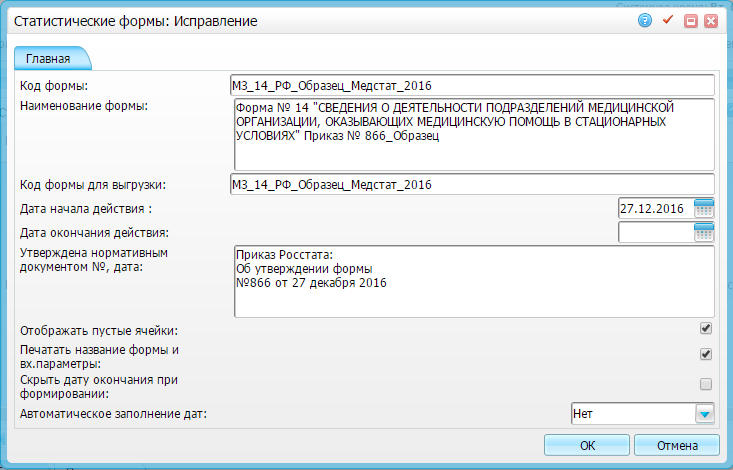 Статистические формы: Исправление
Главная
Код формы:
МЗ_14_РФ_Образец_Медстат_2016
Наименование формы:
Форма № 14 "СВЕДЕНИЯ О ДЕЯТЕЛЬНОСТИ ПОДРАЗДЕЛЕНИЙ МЕДИЦИНСКОЙ
ОРГАНИЗАЦИИ, ОКАЗЫВАЮЩИХ МЕДИЦИНСКУЮ ПОМОЩЬ В СТАЦИОНАРНЫХ
УСЛОВИЯХ" Приказ № 866_Образец
Код формы для выгрузки:
МЗ_14_РФ_Образец_Медстат_2016
Дата начала действия :
27.12.2016
Дата окончания действия:
Утверждена нормативным
документом №, дата:
Приказ Росстата:
Об утверждении формы
№866 от 27 декабря 2016
Отображать пустые ячейки:
Печатать название формы и
вх.параметры:
Скрыть дату окончания при
формировании:
Автоматическое заполнение дат:
Нет
ОК
Отмена